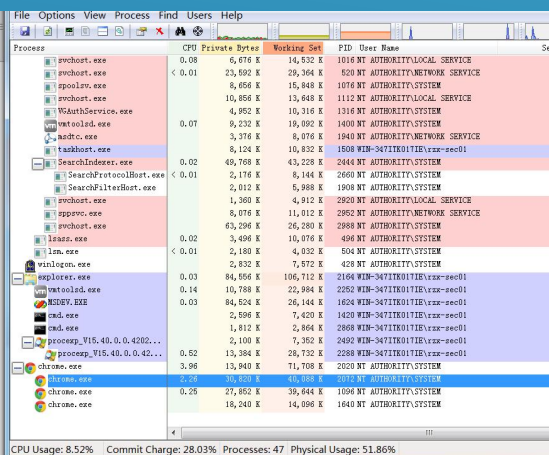 File Options View Process Find Users Help
Process CPU Private Bytes Working Set PID User Name Se
svchost.exe 0.08 6,676 K 14,532 K 1016 NT AUTHORITY\LOCAL SERVICE
svchost.exe < 0.01 23,592 K 29,364 K 520 NT AUTHORITY\NETWORK SERVICE
spoolsv.exe 8,656 K 15,848 K 1076 NT AUTHORITY\SYSTEM
svchost.exe 10,856 K 13,648 K 1112 NT AUTHORITY\LOCAL SERVICE
VGAuthService.exe 4,952 K 10,316 K 1316 NT AUTHORITY\SYSTEM
vmtoolsd.exe 0.07 9,232 K 19,092 K 1400 NT AUTHORITY\SYSTEM
msdtc.exe 3,376 K 8,076 K 1940 NT AUTHORITY\NETWORK SERVICE
taskhost.exe 8,124 K 10,832 K 1508 WIN-347ITK017IE\rzx-sec01
SearchIndexer.exe 0.02 49,768 K 43,228 K 2444 NT AUTHORITY\SYSTEM
SearchProtocolHost.exe < 0.01 2,176 K 8,144 K 2660 NT AUTHORITY\SYSTEM
SearchFilterHost.exe 2,012 K 5,988 K 1908 NT AUTHORITY\SYSTEM
svchost.exe 1,360 K 4,912 K 2920 NT AUTHORITY\LOCAL SERVICE
sppsvc.exe 8,076 K 11,012 K 2952 NT AUTHORITY\NETWORK SERVICE
svchost.exe 63,296 K 26,280 K 2988 NT AUTHORITY\SYSTEM
lsass.exe 0.02 3,496 K 10,076 K 496 NT AUTHORITY\SYSTEM
lsm.exe < 0.01 2,180 K 4,032 K 504 NT AUTHORITY\SYSTEM
winlogon.exe 2,832 K 7,572 K 428 NT AUTHORITY\SYSTEM
explorer.exe 0.03 84,556 K 106,712 K 2164 WIN-347ITK017IE\rzx-sec01
vmtoolsd.exe 0.14 10,788 K 22,984 K 2252 WIN-347ITK017IE\rzx-sec01
MSDEV.EXE 0.03 84,524 K 26,144 K 1624 WIN-347ITK017IE\rzx-sec01
cmd.exe 2,596 K 7,420 K 1420 WIN-347ITK017IE\rzx-sec01
cmd.exe 1,812 K 2,864 K 2868 WIN-347ITK017IE\rzx-sec01
procexp_V15.40.0.0.4202... 2,100 K 7,352 K 2492 WIN-347ITK017IE\rzx-sec01
procexp_V15.40.0.0.42... 0.52 13,384 K 28,732 K 2288 WIN-347ITK017IE\rzx-sec01
chrome.exe 3.96 13,940 K 71,708 K 2020 NT AUTHORITY\SYSTEM
chrome.exe 2.26 30,820 K 40,088 K 2072 NT AUTHORITY\SYSTEM
chrome.exe 0.25 27,852 K 39,644 K 1096 NT AUTHORITY\SYSTEM
chrome.exe 18,240 K 14,096 K 1640 NT AUTHORITY\SYSTEM
CPU Usage: 8.52% Commit Charge: 28.03% Processes: 47 Physical Usage: 51.86%